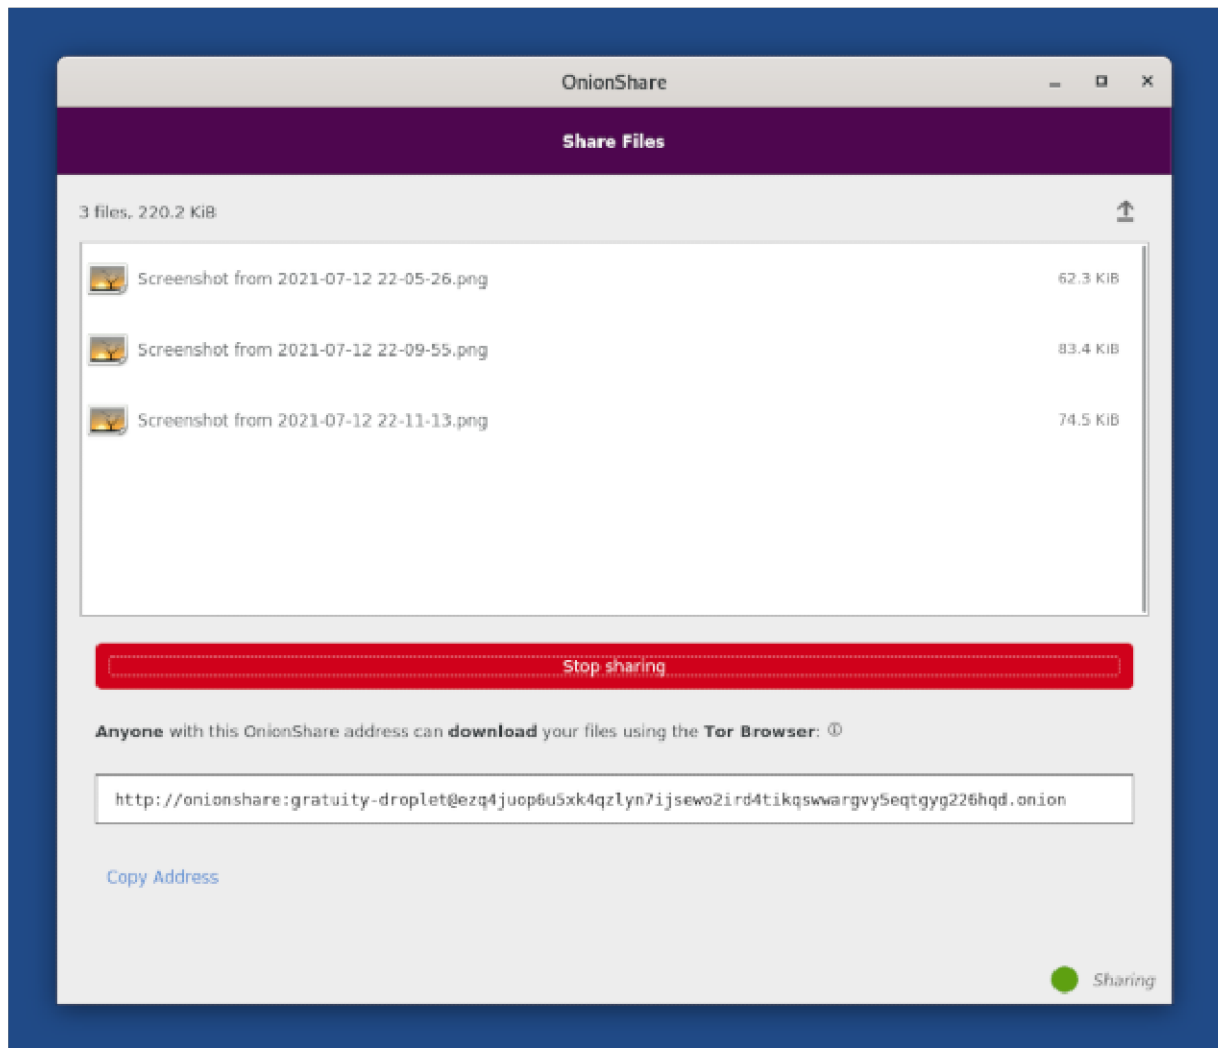 OnionShare
Share Files
3 files, 220.2 KiB
Screenshot from 2021-07-12 22-05-26.png 62.3 KiB
Screenshot from 2021-07-12 22-09-55.png 83.4 KiB
Screenshot from 2021-07-12 22-11-13.png 74.5 KiB
Stop sharing
Anyone with this OnionShare address can download your files using the Tor Browser:
http://onionshare:gratuity-droplet@ezq4juop6u5xk4qzlyn7ijsewo2ird4tikqswwargvy5eqtgyg226hqd.onion
Copy Address
Sharing